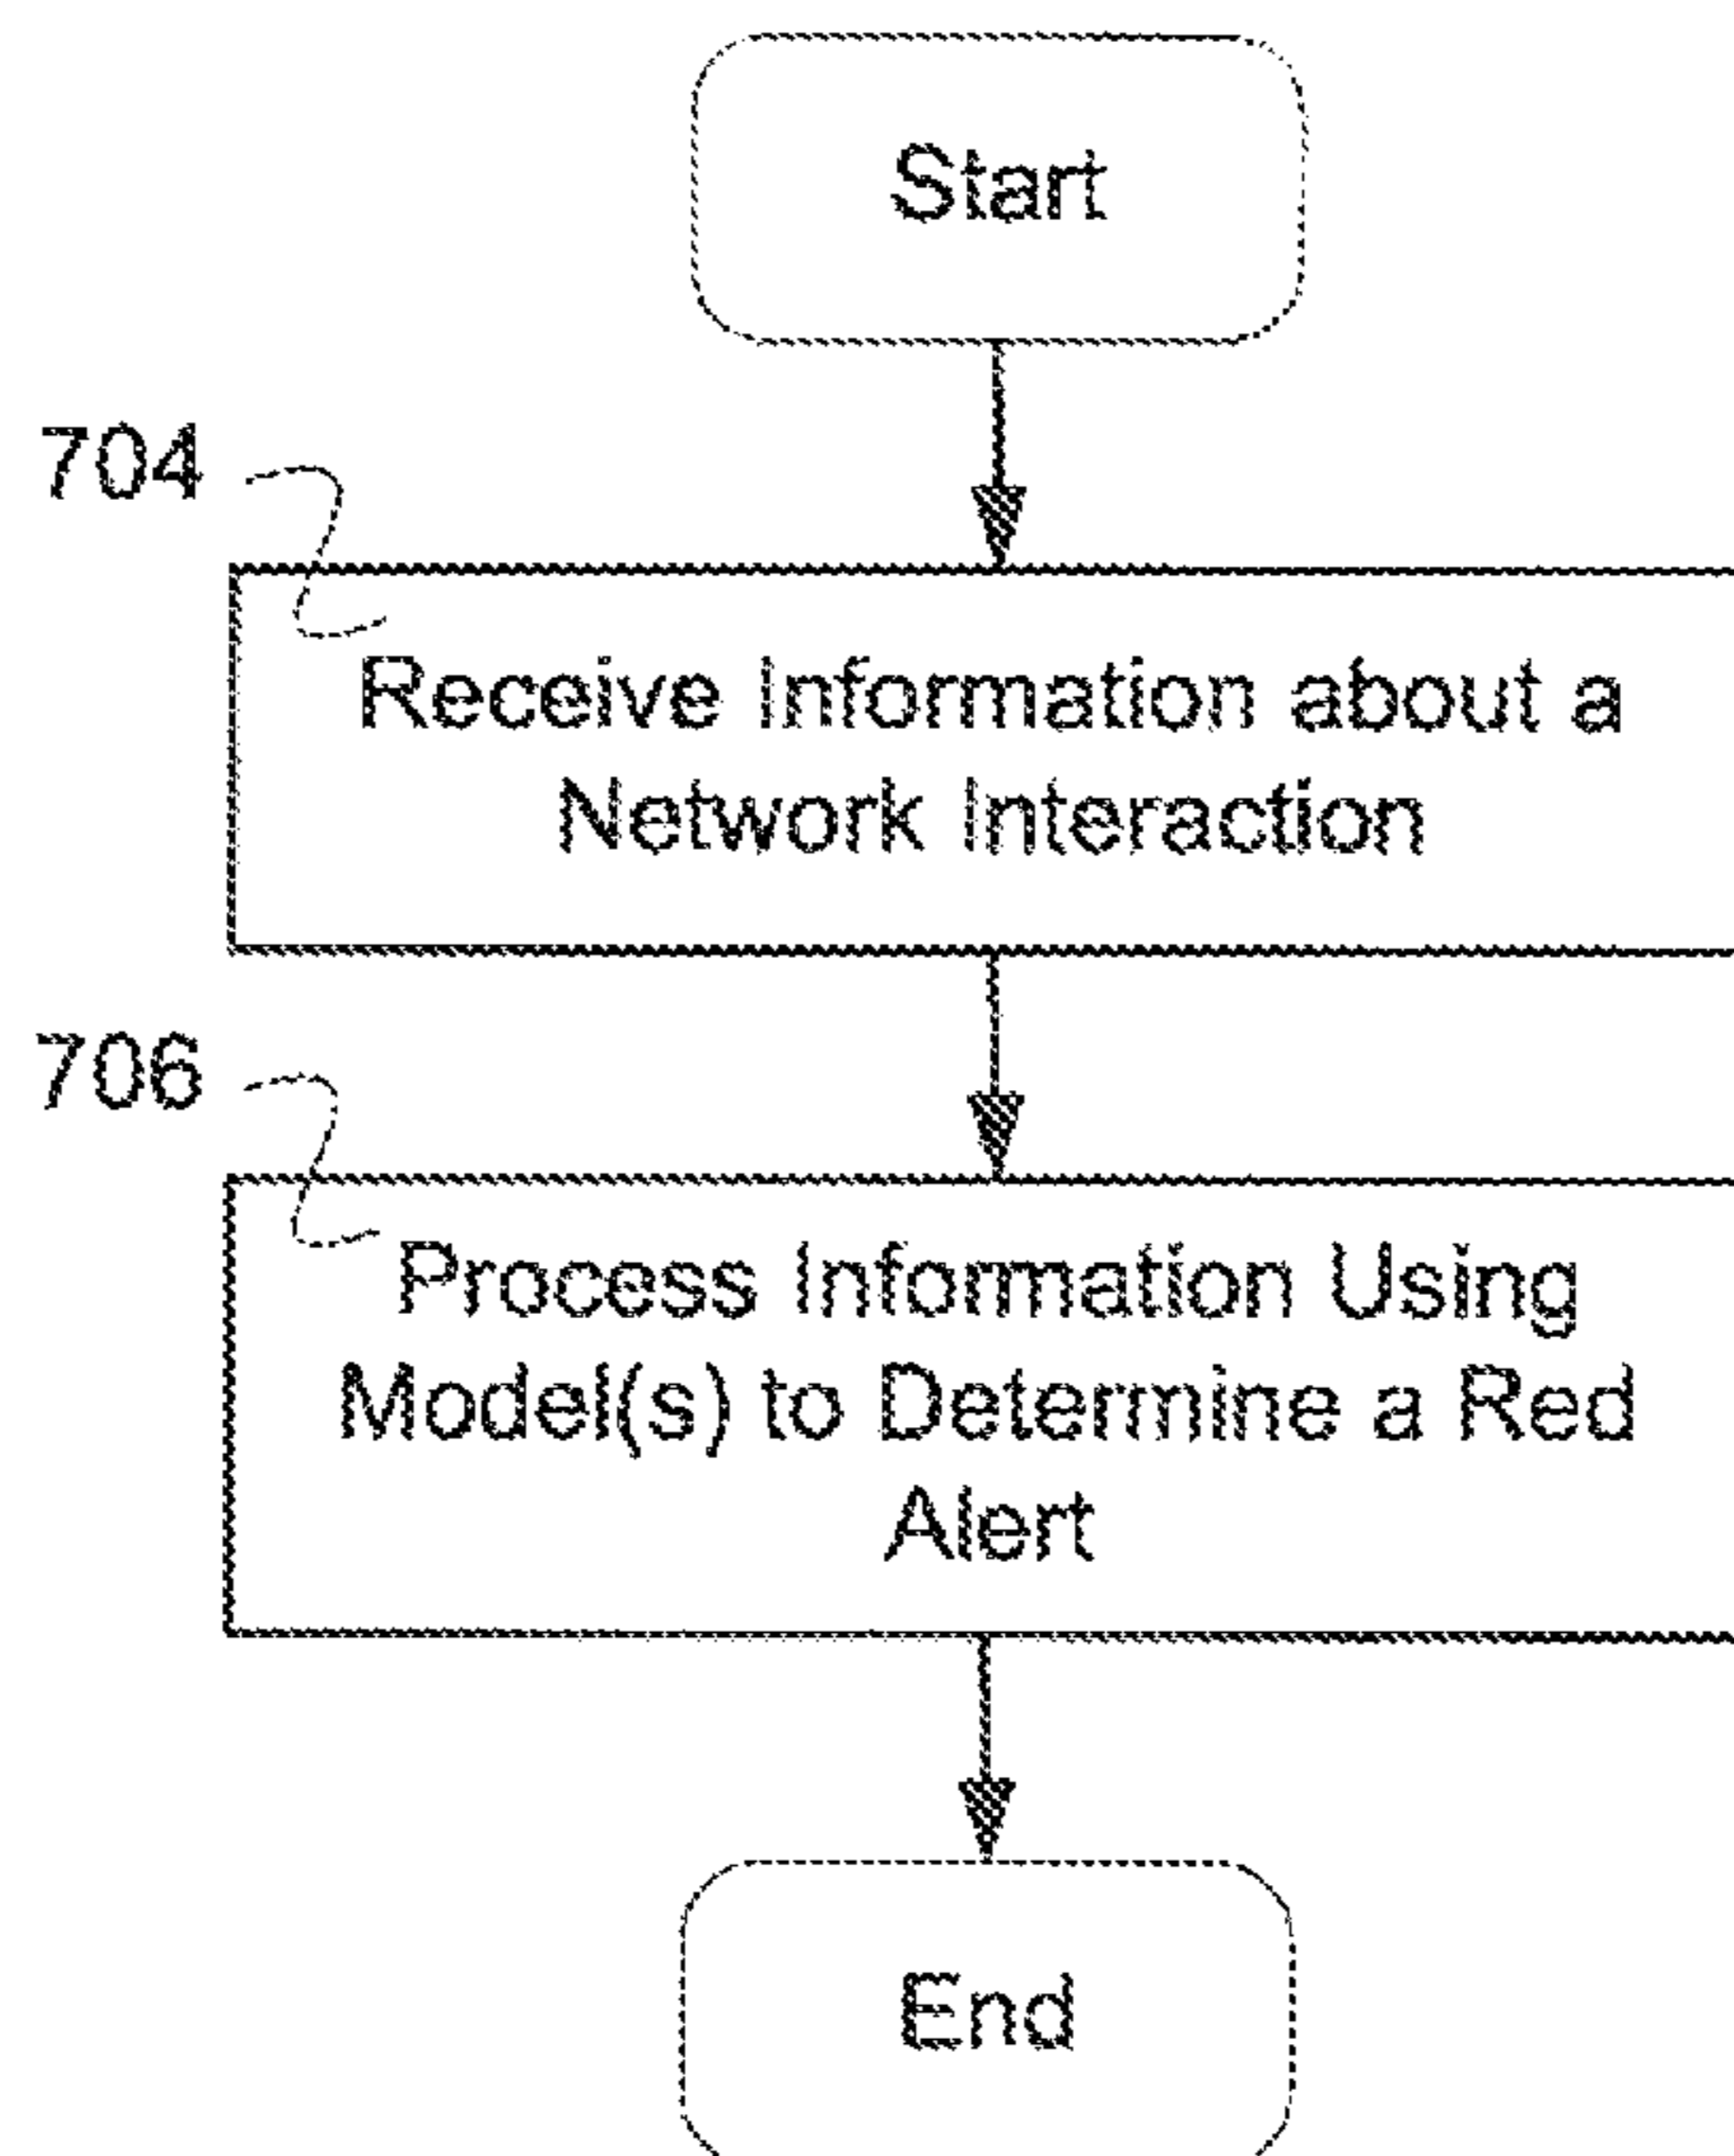 Start
704
Receive Information about a
Network Interaction
706
Process Information Using
Model(s) to Determine a Red
Alert
End